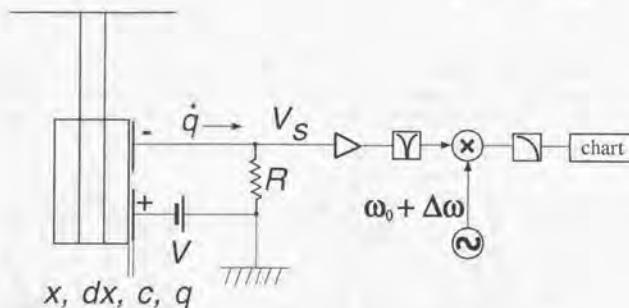 q̇ → V_S
-
R
chart
+
V
ω₀ + Δω
x, dx, c, q